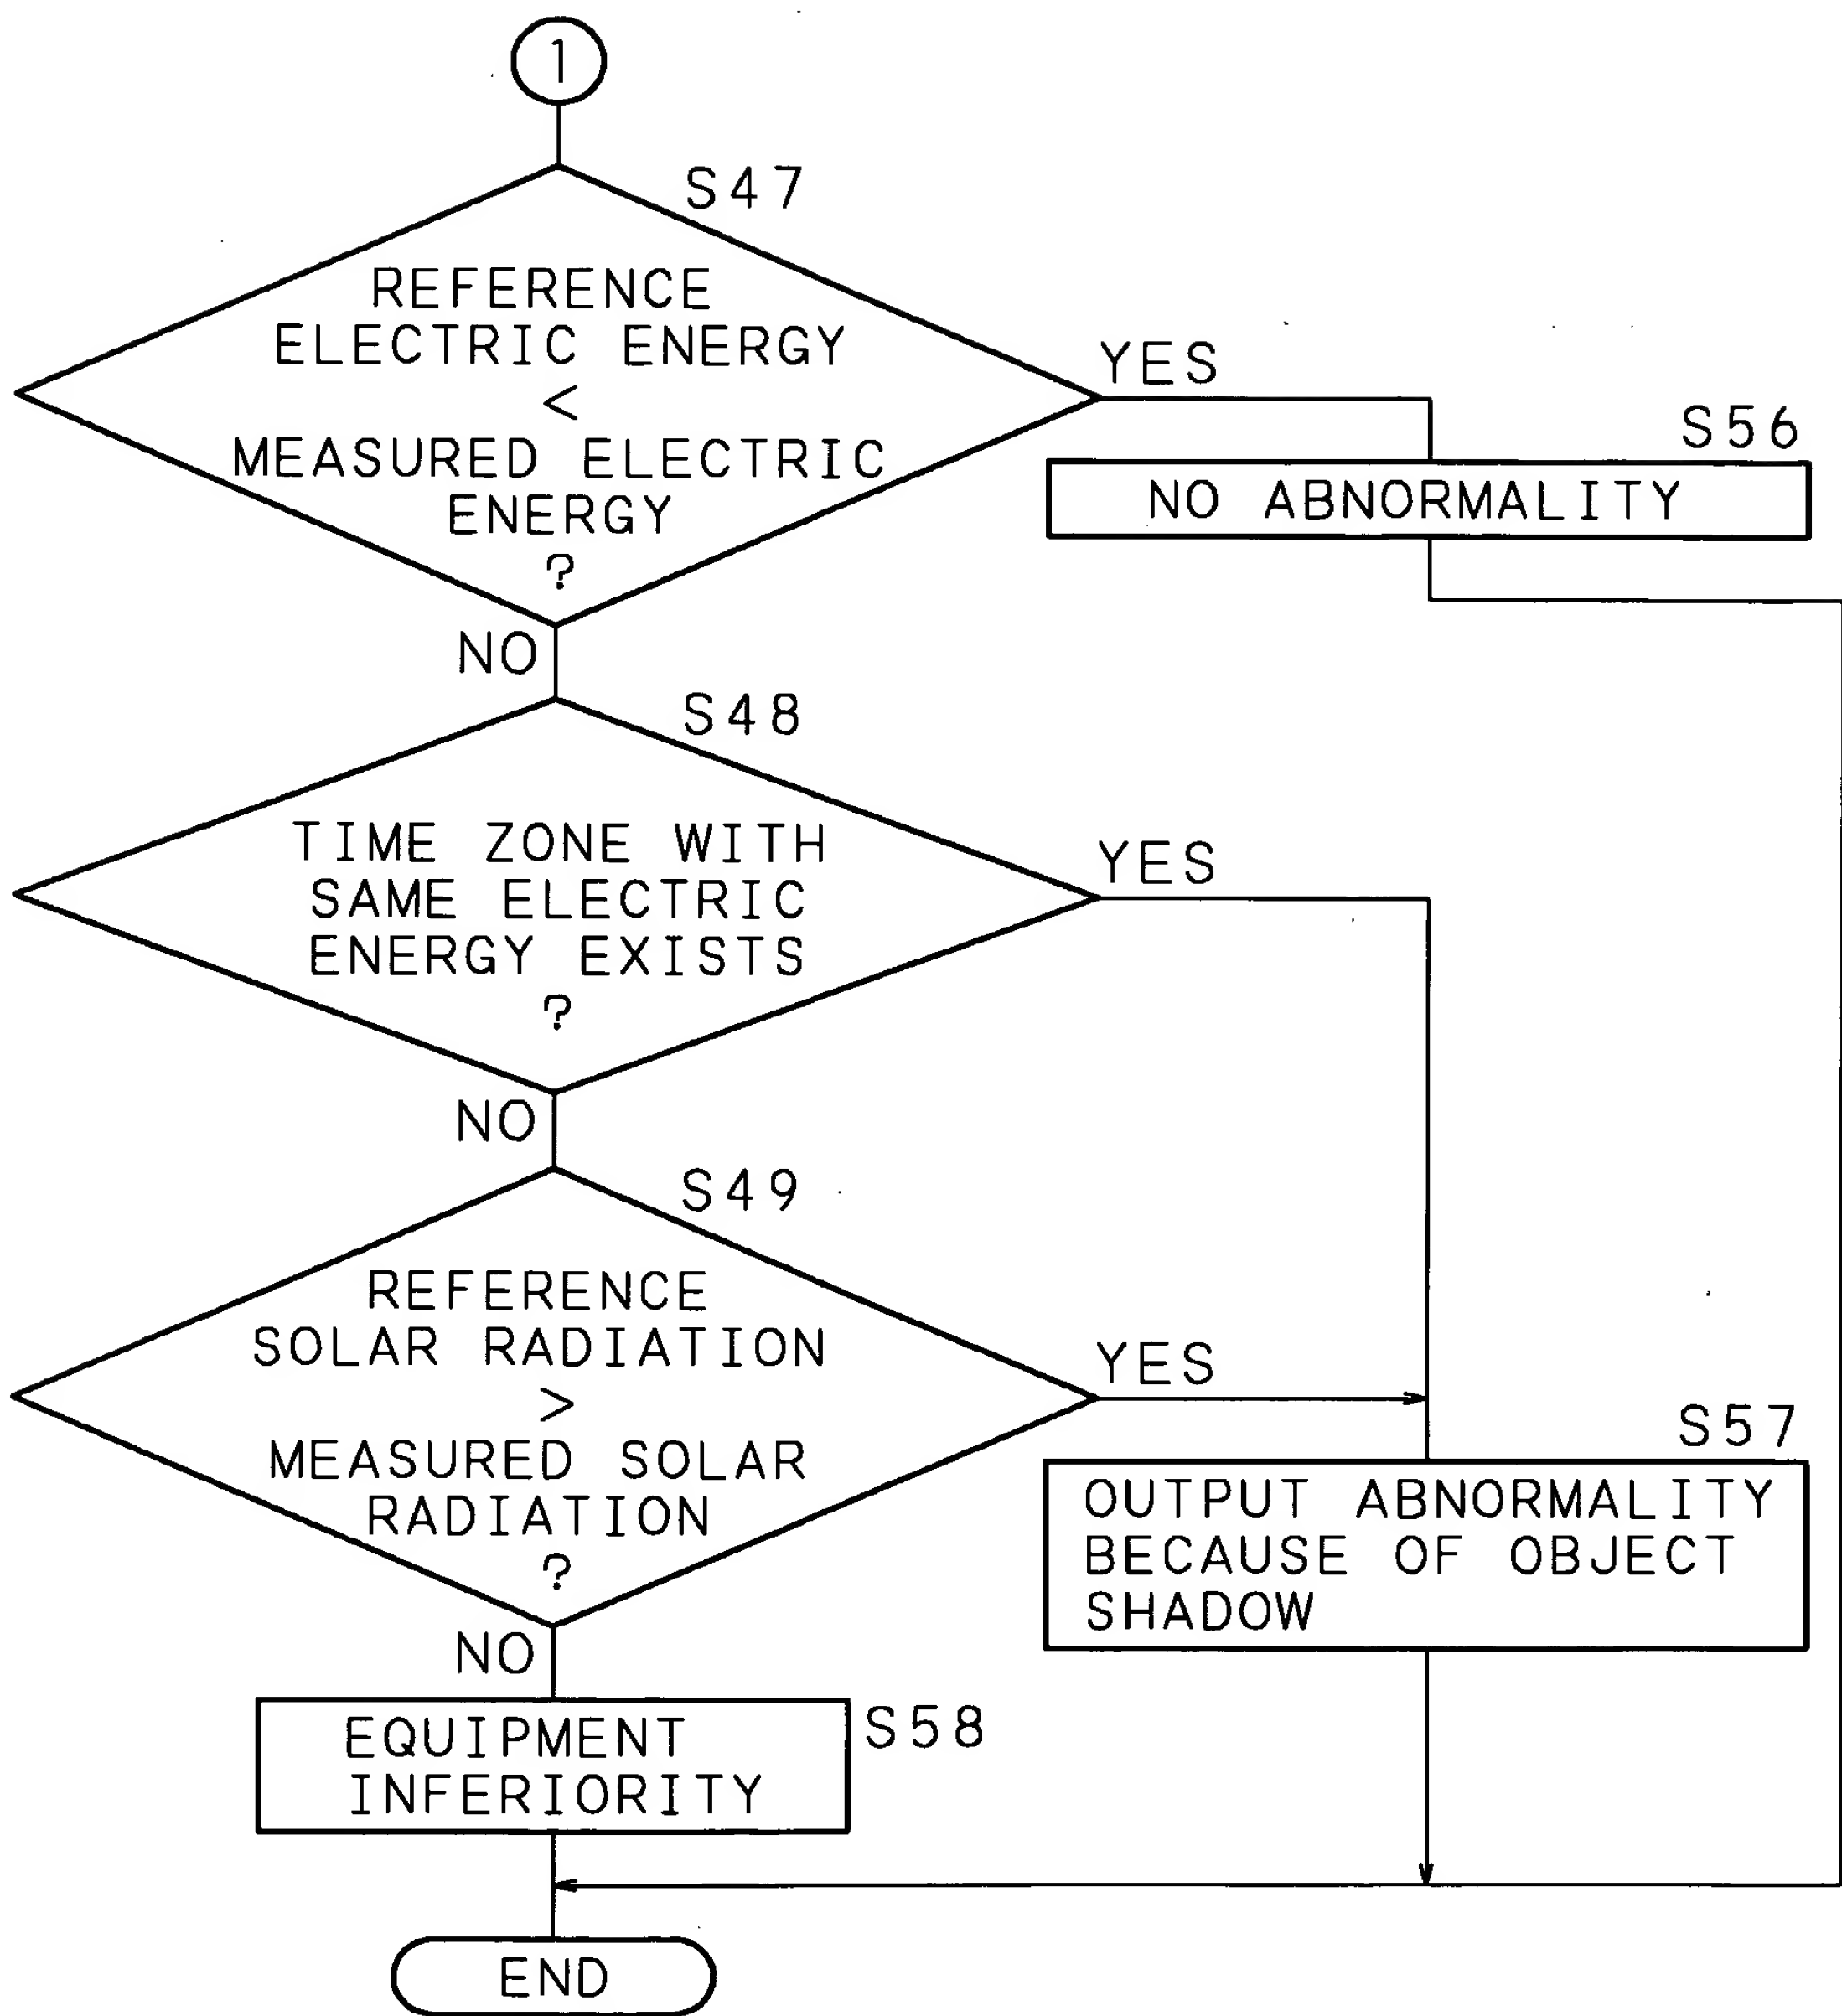 1
S47
REFERENCE
ELECTRIC ENERGY
<
MEASURED ELECTRIC
ENERGY
?
YES
S56
NO ABNORMALITY
NO
S48
TIME ZONE WITH
SAME ELECTRIC
ENERGY EXISTS
?
YES
NO
S49
REFERENCE
SOLAR RADIATION
>
MEASURED SOLAR
RADIATION
?
YES
S57
OUTPUT ABNORMALITY
BECAUSE OF OBJECT
SHADOW
NO
S58
EQUIPMENT
INFERIORITY
END